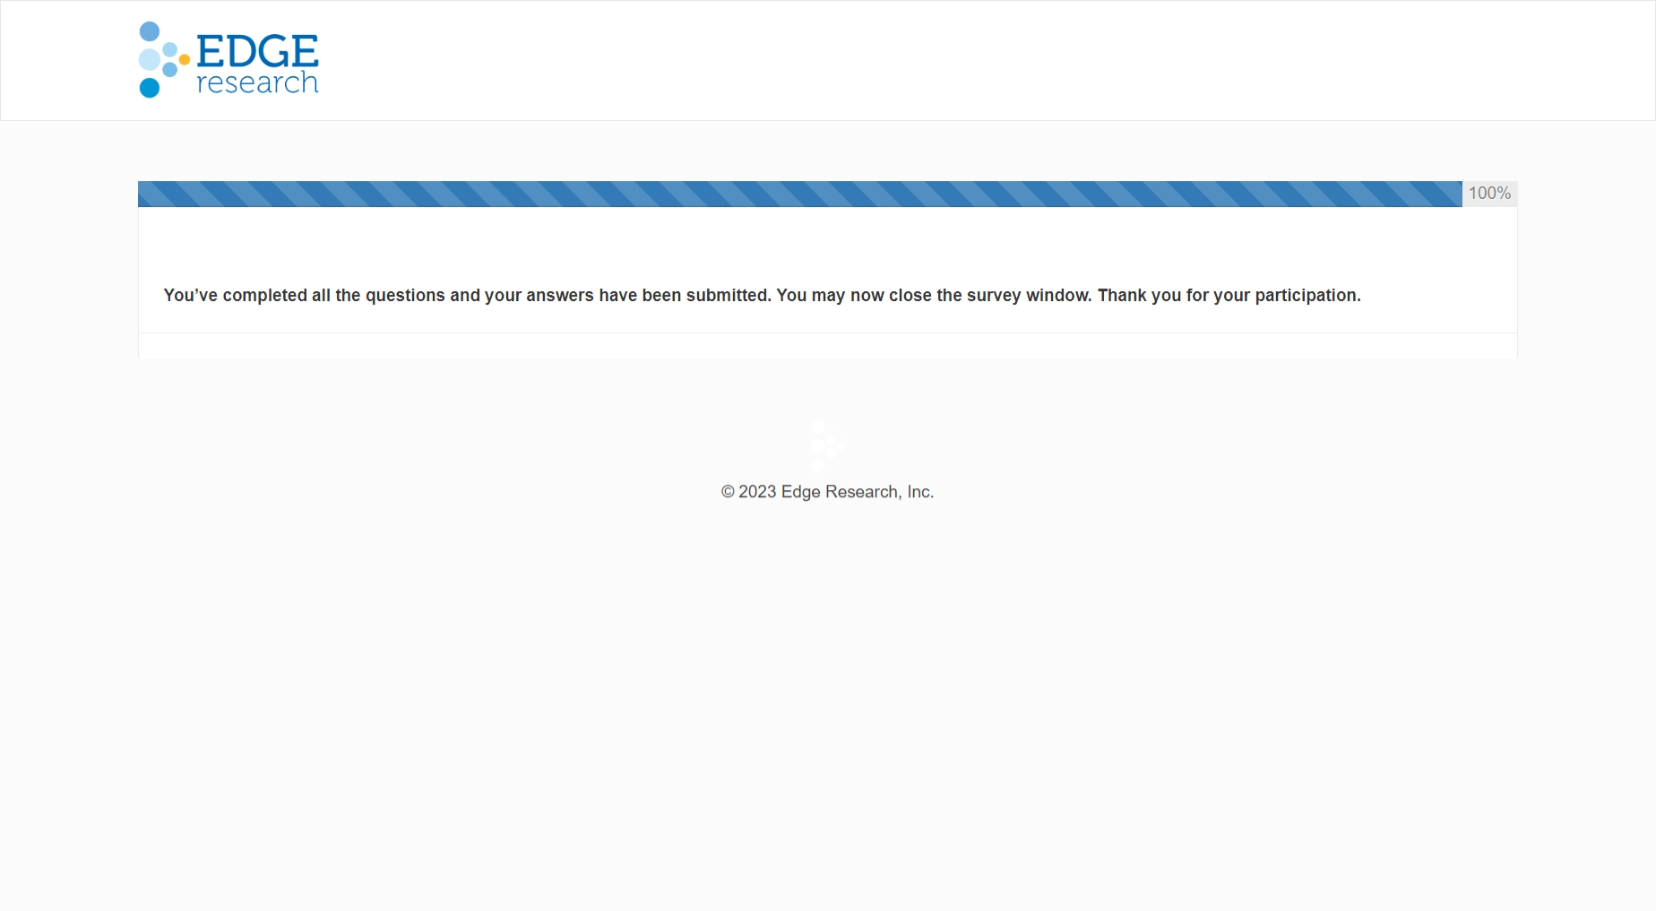 EDGE
research
100%
You’ve completed all the questions and your answers have been submitted. You may now close the survey window. Thank you for your participation.
© 2023 Edge Research, Inc.